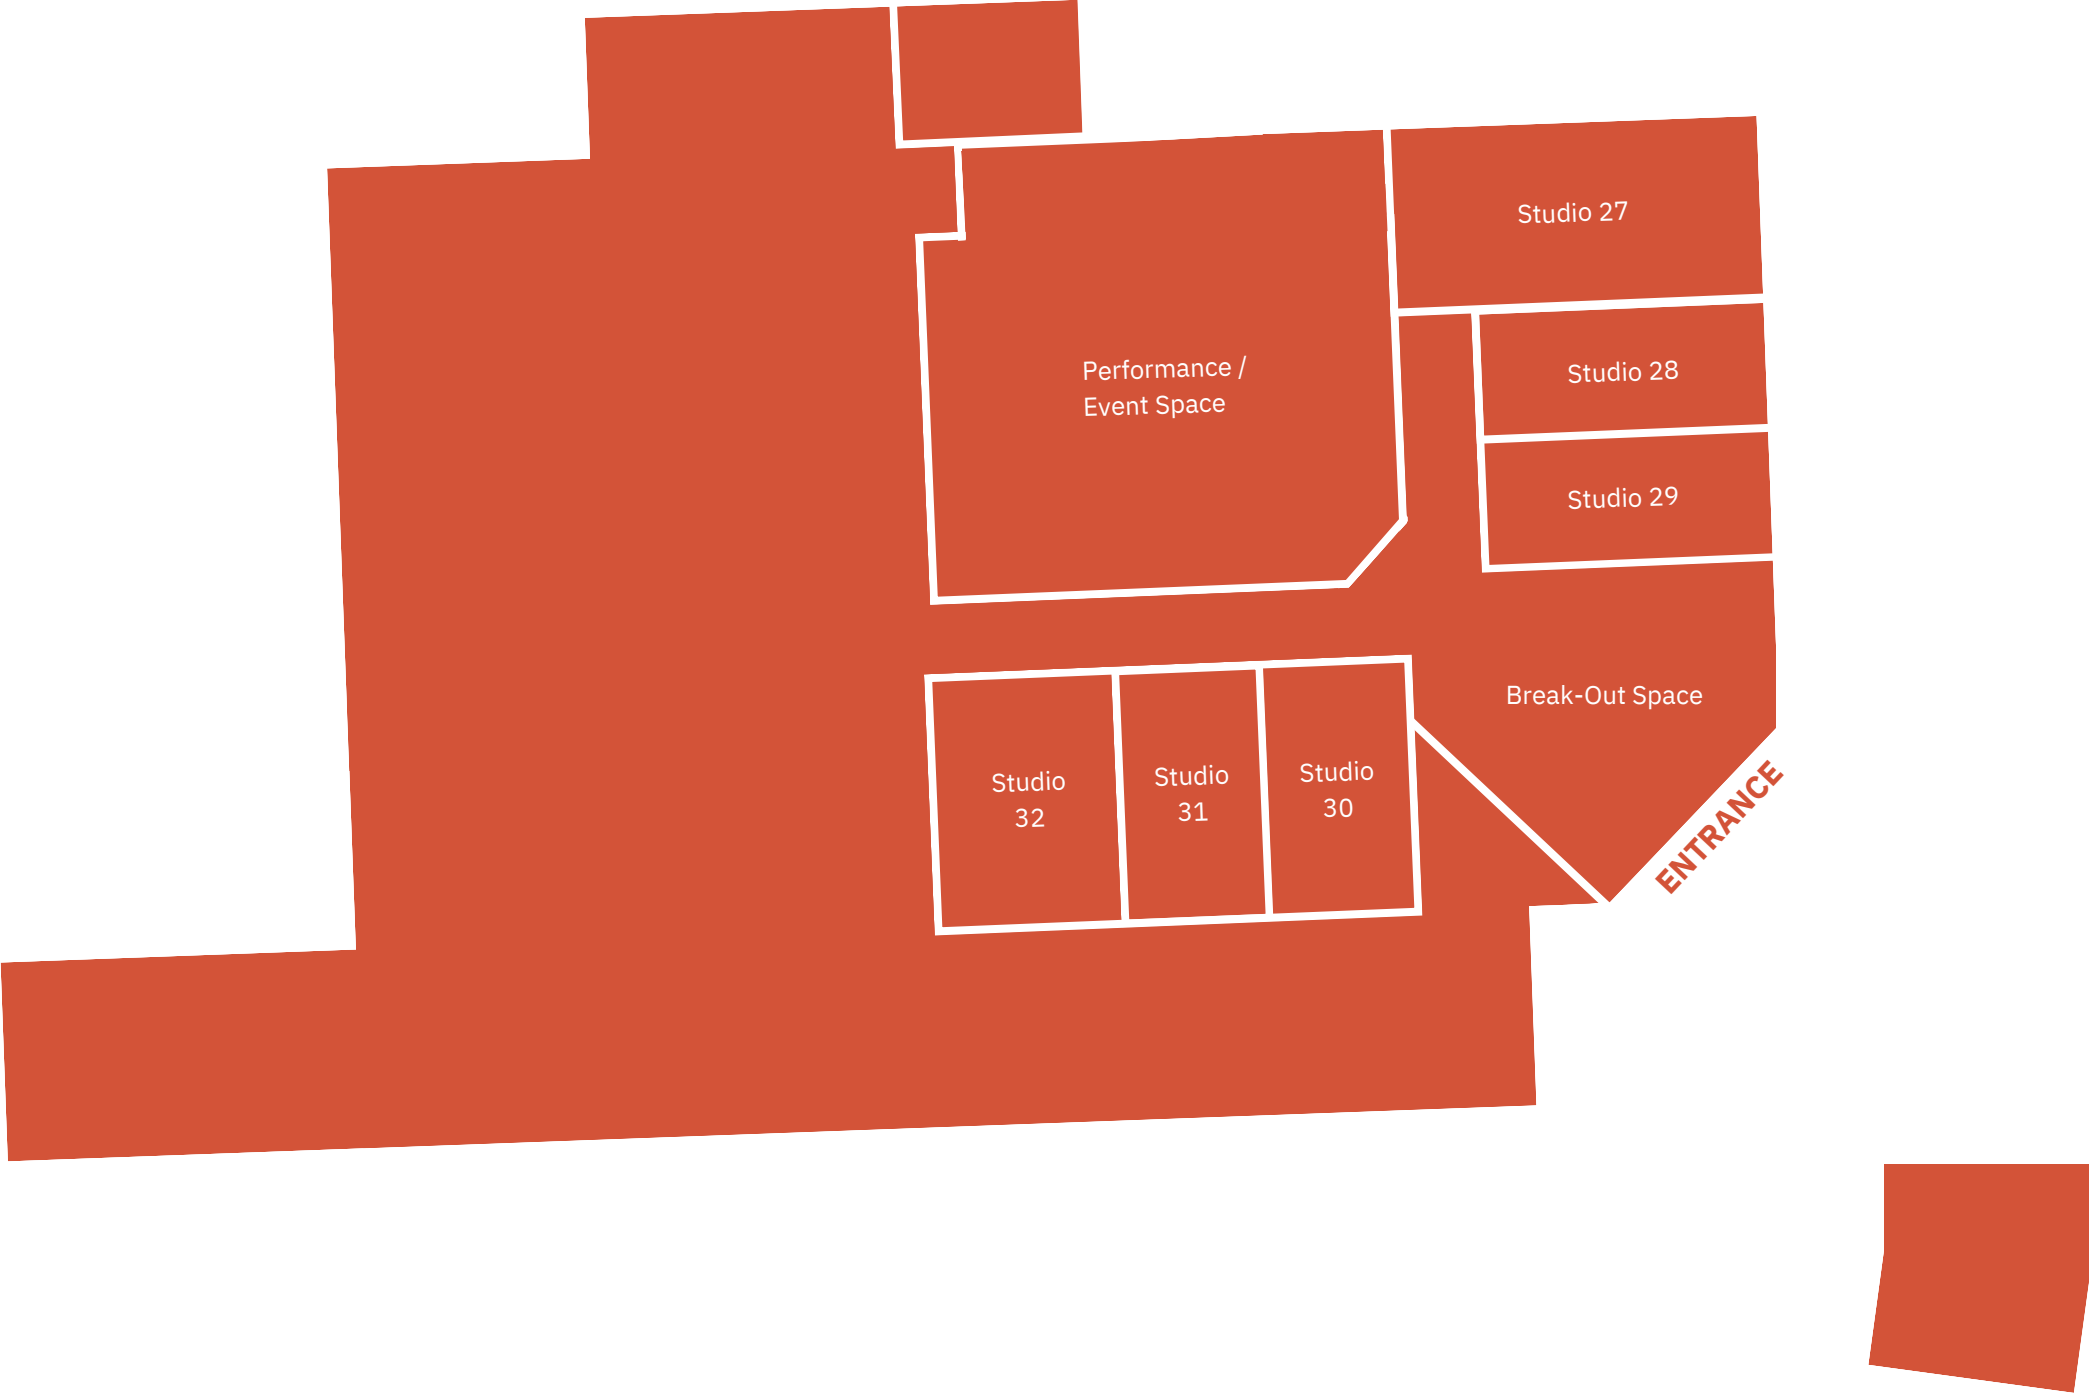 Studio 27
Performance /
Event Space
Studio 28
Studio 29
Break-Out Space
Studio
32
Studio
31
Studio
30
ENTRANCE